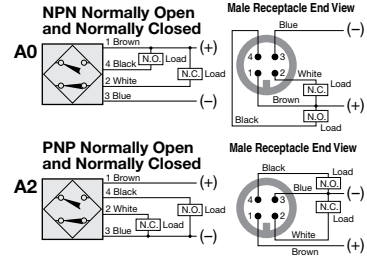 NPN Normally Open
and Normally Closed
A0
1 Brown
(+)
4 Black
N.O.
Load
2 White
N.C.
Load
3 Blue
(–)
Male Receptacle End View
Blue
(–)
4
3
1
2
White
N.C.
Load
Brown
(+)
Black
N.O.
Load
PNP Normally Open
and Normally Closed
A2
1 Brown
(+)
4 Black
2 White
N.O.
Load
N.C.
Load
3 Blue
(–)
Male Receptacle End View
Black
Load
N.O.
Blue
(–)
4
3
1
2
N.C.
Load
White
Brown
(+)